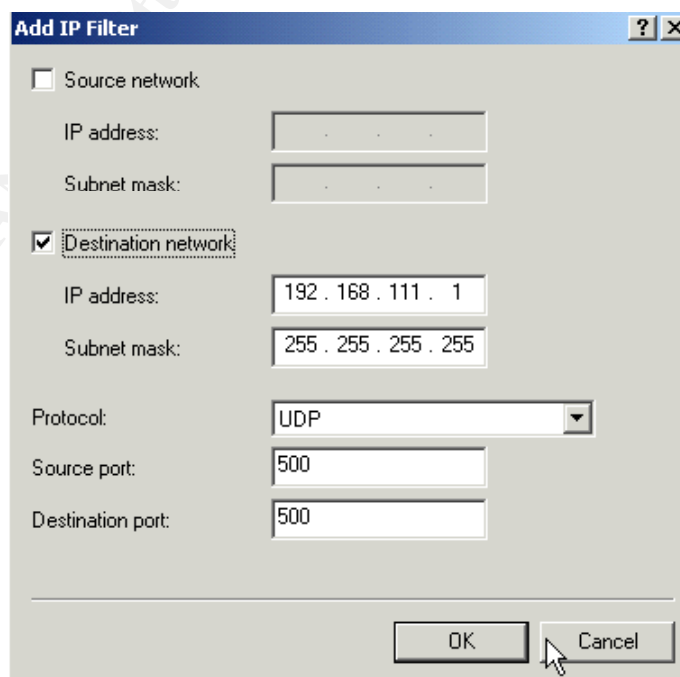 Add IP Filter
Source network
IP address: . . .
Subnet mask: . . .
Destination network
IP address: 192 . 168 . 111 . 1
Subnet mask: 255 . 255 . 255 . 255
Protocol: UDP
Source port: 500
Destination port: 500
OK Cancel